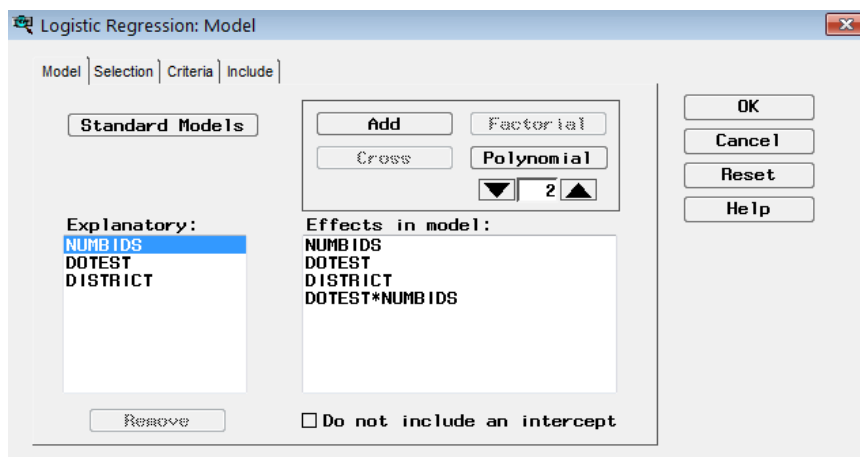 Logistic Regression: Model
Model Selection Criteria Include
Standard Models
Add Factorial
Cross Polynomial
2
OK
Cancel
Reset
Help
Explanatory:
NUMBIDS
DOTEST
DISTRICT
Effects in model:
NUMBIDS
DOTEST
DISTRICT
DOTEST*NUMBIDS
Remove
Do not include an intercept